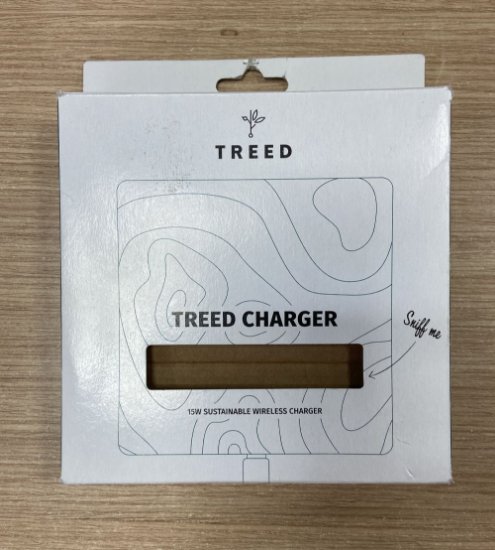 TREED
TREED CHARGER
Sniff me
15W SUSTAINABLE WIRELESS CHARGER